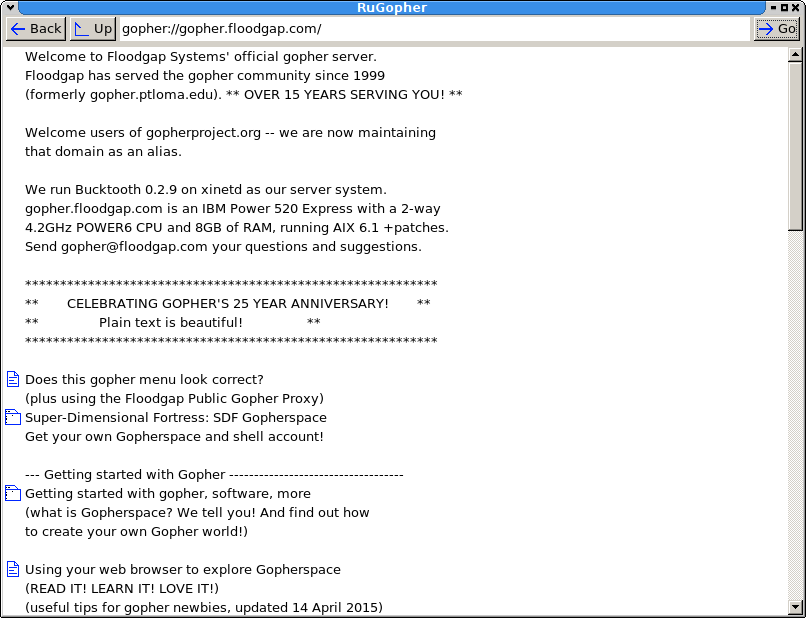 RuGopher
Back Up gopher://gopher.floodgap.com/ Go
Welcome to Floodgap Systems' official gopher server.
Floodgap has served the gopher community since 1999
(formerly gopher.ptloma.edu). ** OVER 15 YEARS SERVING YOU! **
Welcome users of gopherproject.org -- we are now maintaining
that domain as an alias.
We run Bucktooth 0.2.9 on xinetd as our server system.
gopher.floodgap.com is an IBM Power 520 Express with a 2-way
4.2GHz POWER6 CPU and 8GB of RAM, running AIX 6.1 +patches.
Send gopher@floodgap.com your questions and suggestions.
***********************************************************
** CELEBRATING GOPHER'S 25 YEAR ANNIVERSARY! **
** Plain text is beautiful! **
***********************************************************
Does this gopher menu look correct?
(plus using the Floodgap Public Gopher Proxy)
Super-Dimensional Fortress: SDF Gopherspace
Get your own Gopherspace and shell account!
--- Getting started with Gopher -----------------------------------
Getting started with gopher, software, more
(what is Gopherspace? We tell you! And find out how
to create your own Gopher world!)
Using your web browser to explore Gopherspace
(READ IT! LEARN IT! LOVE IT!)
(useful tips for gopher newbies, updated 14 April 2015)